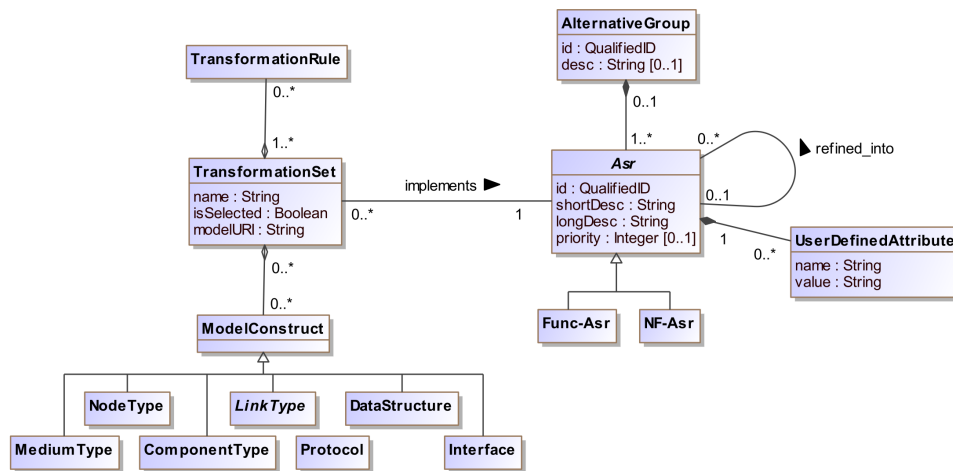 AlternativeGroup
id : QualifiedID
desc : String [0..1]
TransformationRule
0..*
0..1
1..*
1..*
0..*
refined_into
TransformationSet
name : String
isSelected : Boolean
modelURI : String
implements
0..*
1
Asr
id : QualifiedID
shortDesc : String
longDesc : String
priority : Integer [0..1]
0..1
1
0..*
UserDefinedAttribute
name : String
value : String
0..*
0..*
ModelConstruct
Func-Asr
NF-Asr
NodeType
LinkType
DataStructure
MediumType
ComponentType
Protocol
Interface